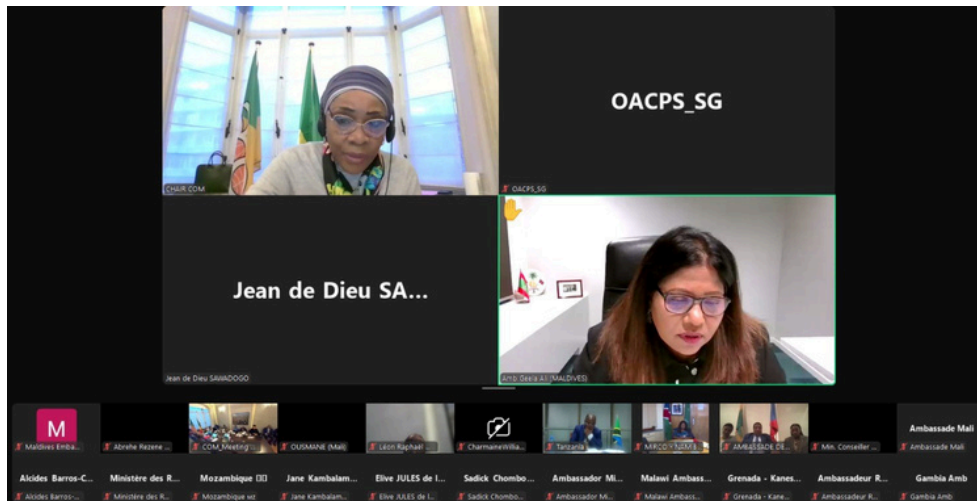 OACPS_SG
CHAIR COM
OACPS_SG
Jean de Dieu SA...
Jean de Dieu SAWADOGO
Amb Geela Ali (MALDIVES)
M
Maldives Emba...
Abrehe Rezene ...
COM_Meeting
OUSMANE (Mali)
Léon Raphaël
CharmaineWillia...
Tanzania
AMBASSADE DE...
Min. Conseiller
Ambassade Mali
Ambassade Mali
Alcides Barros-C...
Ministère des R...
Mozambique
Jane Kambalam...
Elive JULES de l...
Sadick Chombo...
Ambassador Mi...
Malawi Ambass...
Grenada - Kanes...
Ambassadeur R...
Gambia Amb
Alcides Barros-...
Ministère des R...
Mozambique
Jane Kambalam...
Elive JULES de l...
Sadick Chombo...
Ambassador Mi...
Malawi Ambass...
Grenada - Kane...
Ambassadeur R...
Gambia Amb